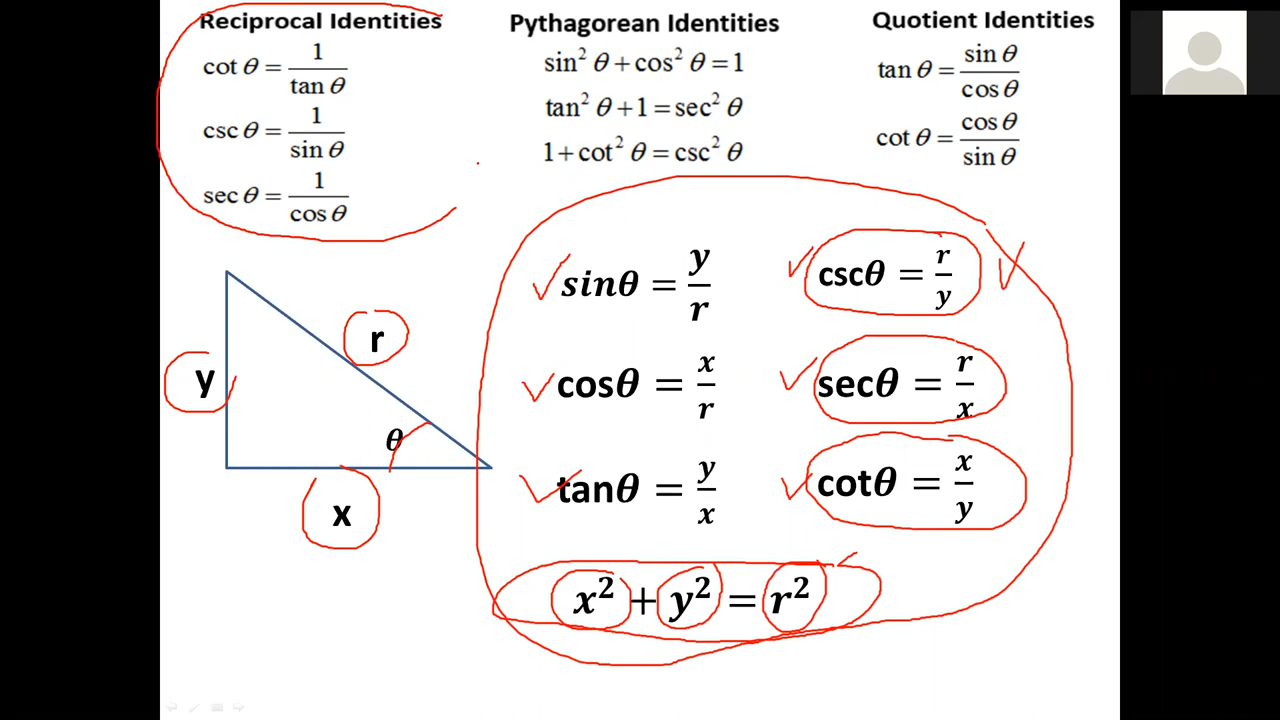 Reciprocal Identities
cot θ = 1/tan θ
csc θ = 1/sin θ
sec θ = 1/cos θ
Pythagorean Identities
sin² θ + cos² θ = 1
tan² θ + 1 = sec² θ
1 + cot² θ = csc² θ
Quotient Identities
tan θ = sin θ/cos θ
cot θ = cos θ/sin θ
r
y
θ
x
sinθ = y/r
cscθ = r/y
cosθ = x/r
secθ = r/x
tanθ = y/x
cotθ = x/y
x² + y² = r²